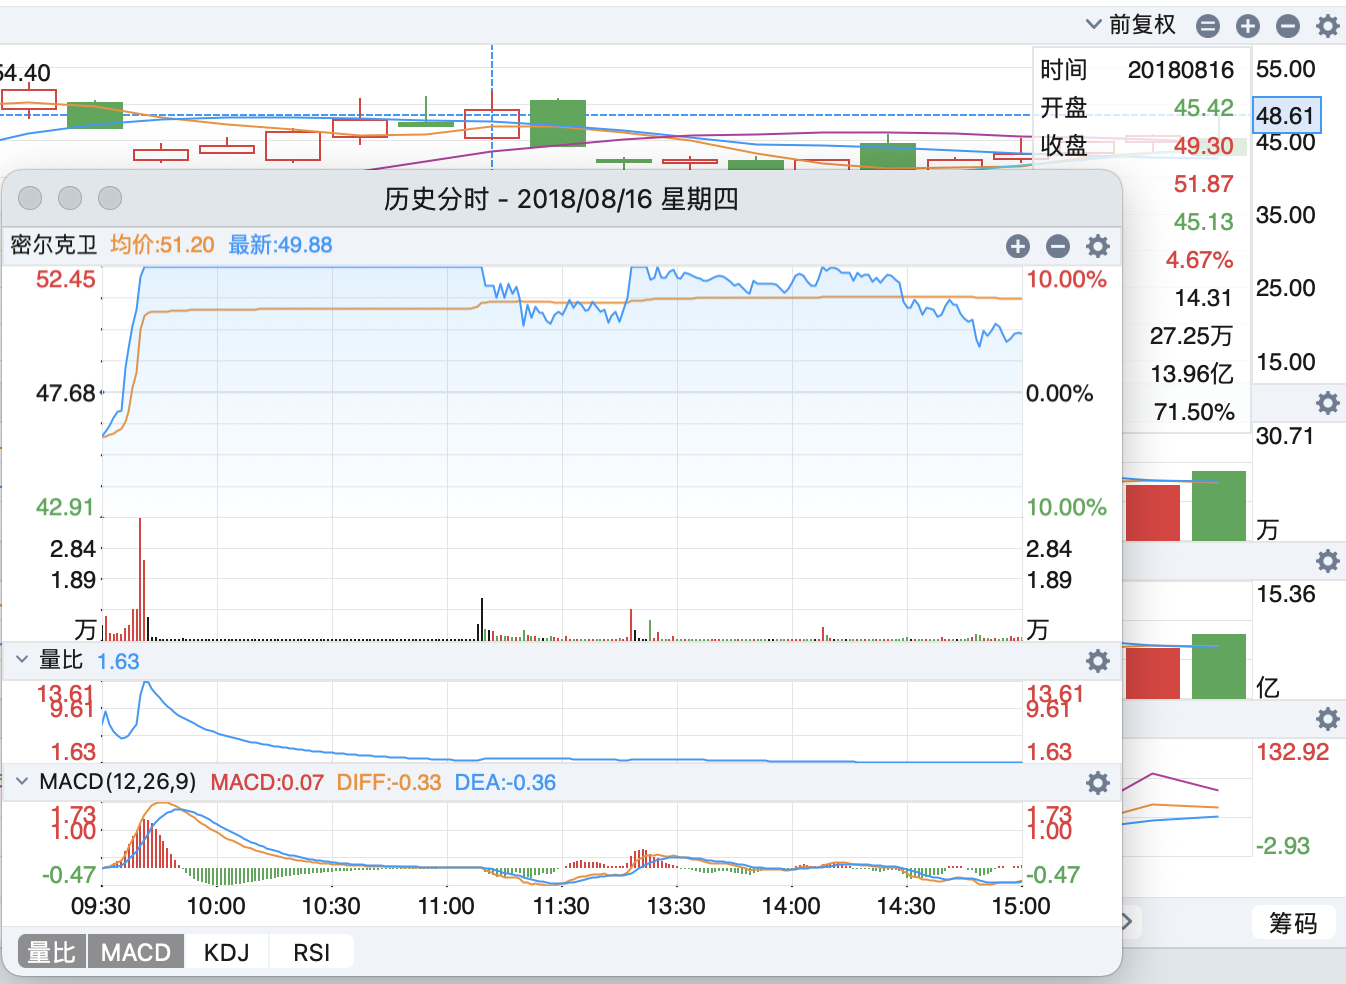 前复权
54.40
时间 20180816
开盘 45.42
收盘 49.30
51.87
45.13
4.67%
14.31
27.25万
13.96亿
71.50%
55.00
48.61
45.00
35.00
25.00
15.00
30.71
万
15.36
亿
132.92
-2.93
筹码
历史分时 - 2018/08/16 星期四
密尔克卫 均价:51.20 最新:49.88
52.45 10.00%
47.68 0.00%
42.91 10.00%
2.84 2.84
1.89 1.89
万 万
量比 1.63
13.61 13.61
9.61 9.61
1.63 1.63
MACD(12,26,9) MACD:0.07 DIFF:-0.33 DEA:-0.36
1.73 1.73
1.00 1.00
-0.47 -0.47
09:30 10:00 10:30 11:00 11:30 13:30 14:00 14:30 15:00
量比 MACD KDJ RSI